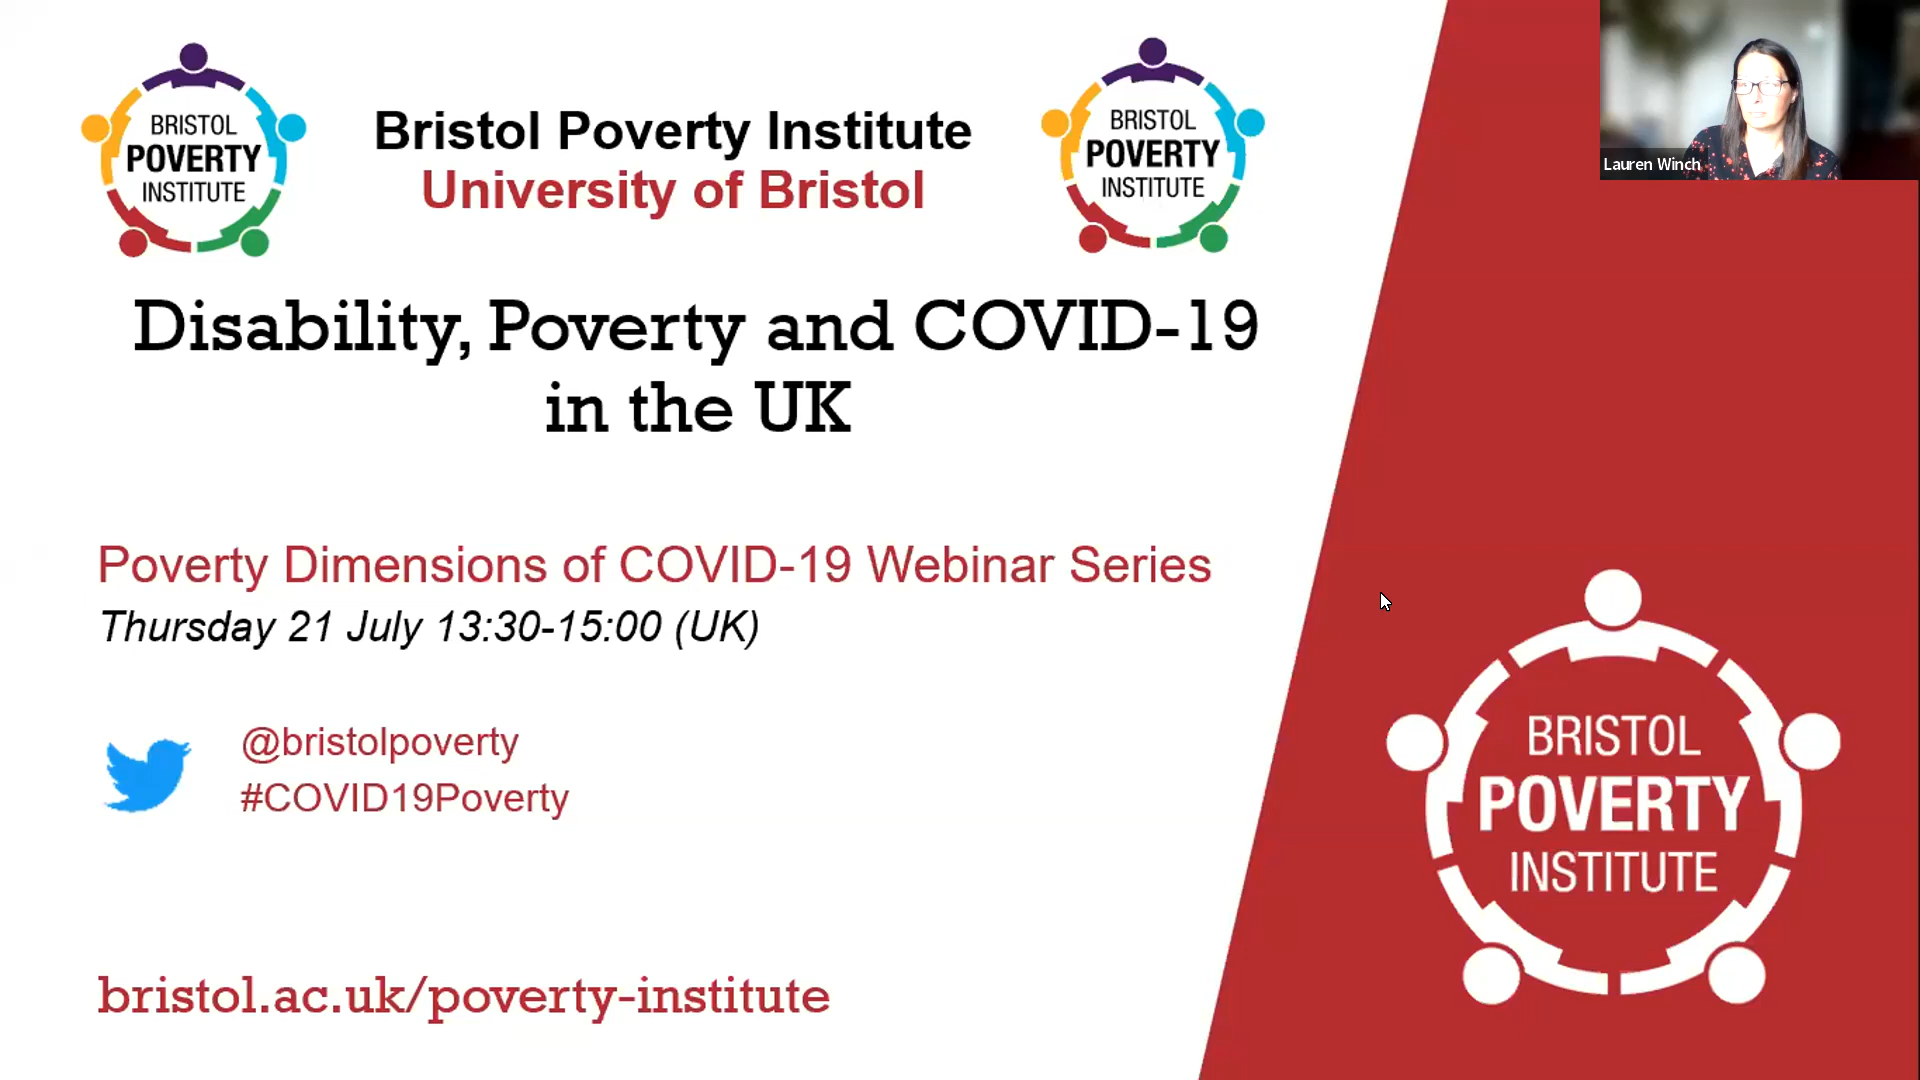 BRISTOL
POVERTY
INSTITUTE
Bristol Poverty Institute
University of Bristol
BRISTOL
POVERTY
INSTITUTE
Lauren Winch
Disability, Poverty and COVID-19
in the UK
Poverty Dimensions of COVID-19 Webinar Series
Thursday 21 July 13:30-15:00 (UK)
@bristolpoverty
#COVID19Poverty
BRISTOL
POVERTY
INSTITUTE
bristol.ac.uk/poverty-institute